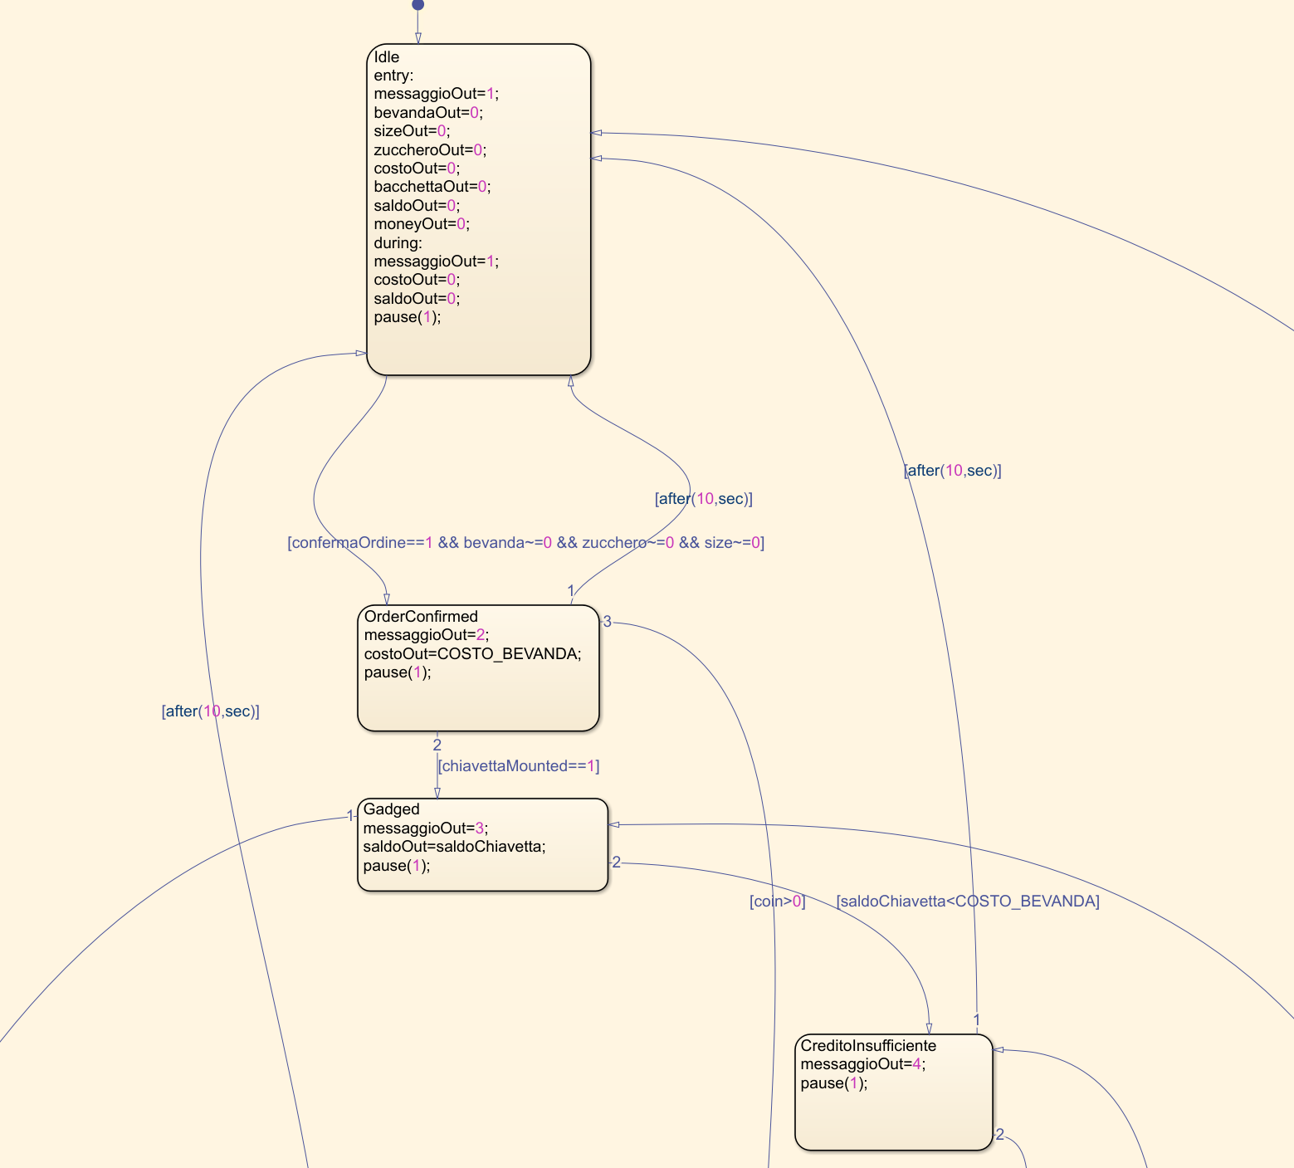 Idle
entry:
messaggioOut=1;
bevandaOut=0;
sizeOut=0;
zuccheroOut=0;
costoOut=0;
bacchettaOut=0;
saldoOut=0;
moneyOut=0;
during:
messaggioOut=1;
costoOut=0;
saldoOut=0;
pause(1);
[after(10,sec)]
[after(10,sec)]
[confermaOrdine==1 && bevanda~=0 && zucchero~=0 && size~=0]
1
3
OrderConfirmed
messaggioOut=2;
costoOut=COSTO_BEVANDA;
pause(1);
[after(10,sec)]
2
[chiavettaMounted==1]
1
Gadged
messaggioOut=3;
saldoOut=saldoChiavetta;
pause(1);
2
[coin>0]
[saldoChiavetta<COSTO_BEVANDA]
1
CreditoInsufficiente
messaggioOut=4;
pause(1);
2